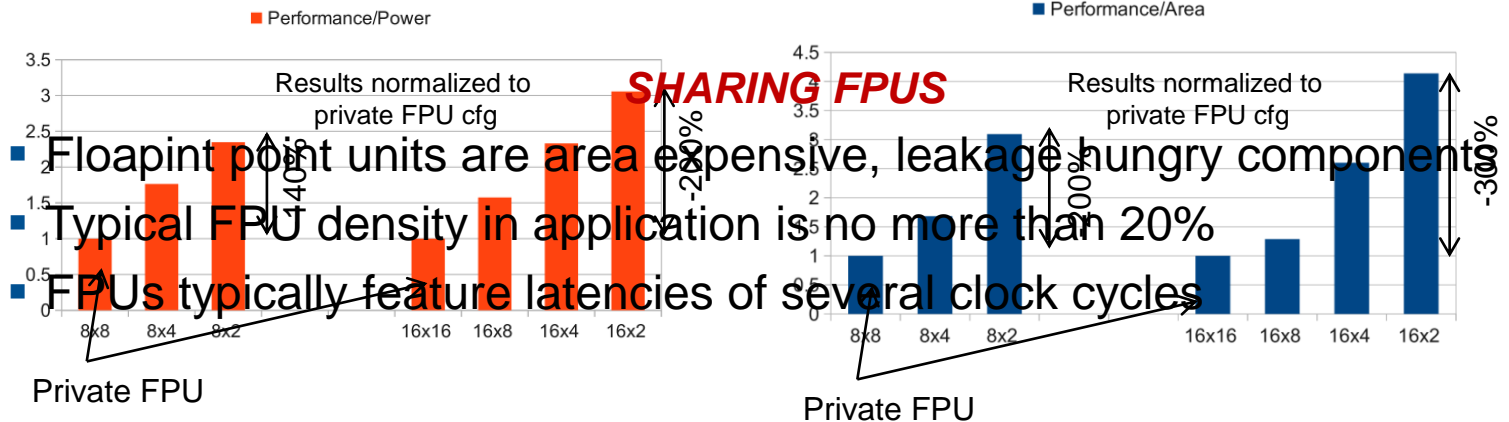 Performance/Power
Performance/Area
SHARING FPUS
Results normalized to
private FPU cfg
Results normalized to
private FPU cfg
▪ Floapint point units are area expensive, leakage hungry components
▪ Typical FPU density in application is no more than 20%
▪ FPUs typically feature latencies of several clock cycles
3.5
3
2.5
2
1.5
1
0.5
0
8x8 8x4 8x2 16x16 16x8 16x4 16x2
140%
-200%
Private FPU
4.5
3.5
3
2.5
2
1.5
1
0.5
0
8x8 8x4 8x2 16x16 16x8 16x4 16x2
-200%
-300%
Private FPU